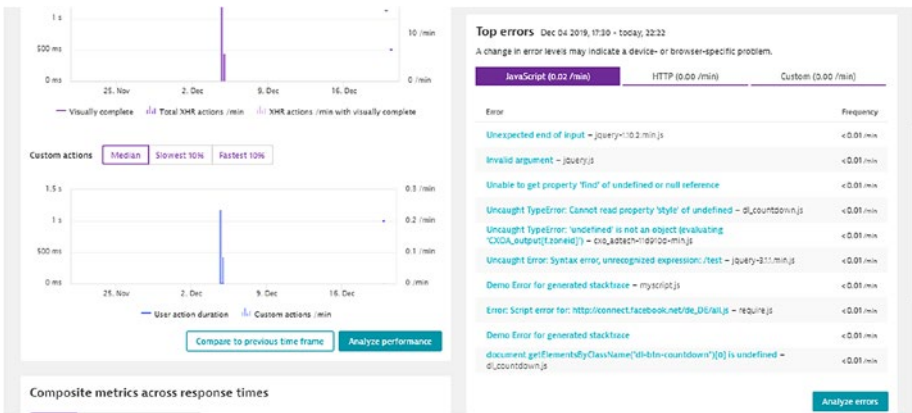 1 s
500 ms
0 ms
10 /min
0 /min
25. Nov
2. Dec
9. Dec
16. Dec
Visually complete
Total XHR actions /min
XHR actions /min with visually complete
Custom actions
Median
Slowest 10%
Fastest 10%
1.5 s
1 s
500 ms
0 ms
0.3 /min
0.2 /min
0.1 /min
0 /min
25. Nov
2. Dec
9. Dec
16. Dec
User action duration
Custom actions /min
Compare to previous time frame
Analyze performance
Composite metrics across response times
Top errors Dec 04 2019, 17:30 - today, 22:22
A change in error levels may indicate a device- or browser-specific problem.
JavaScript (0.02 /min)
HTTP (0.00 /min)
Custom (0.00 /min)
Error
Frequency
Unexpected end of input – jquery-1.10.2.min.js
< 0.01 /min
Invalid argument – jquery.js
< 0.01 /min
Unable to get property 'find' of undefined or null reference
< 0.01 /min
Uncaught TypeError: Cannot read property 'style' of undefined – dl_countdown.js
< 0.01 /min
Uncaught TypeError: 'undefined' is not an object (evaluating
'CXOA_output[f.zoneid]') –
< 0.01 /min
Uncaught Error: Syntax error, unrecognized expression: /test – jquery-3.1.1.min.js
< 0.01 /min
Demo Error for generated stacktrace – myscript.js
< 0.01 /min
Error: Script error for: http://connect.facebook.net/de_DE/all.js – require.js
< 0.01 /min
Demo Error for generated stacktrace
< 0.01 /min
document.getElementsByClassName("dl-btn-countdown")[0] is undefined –
dl_countdown.js
< 0.01 /min
Analyze errors